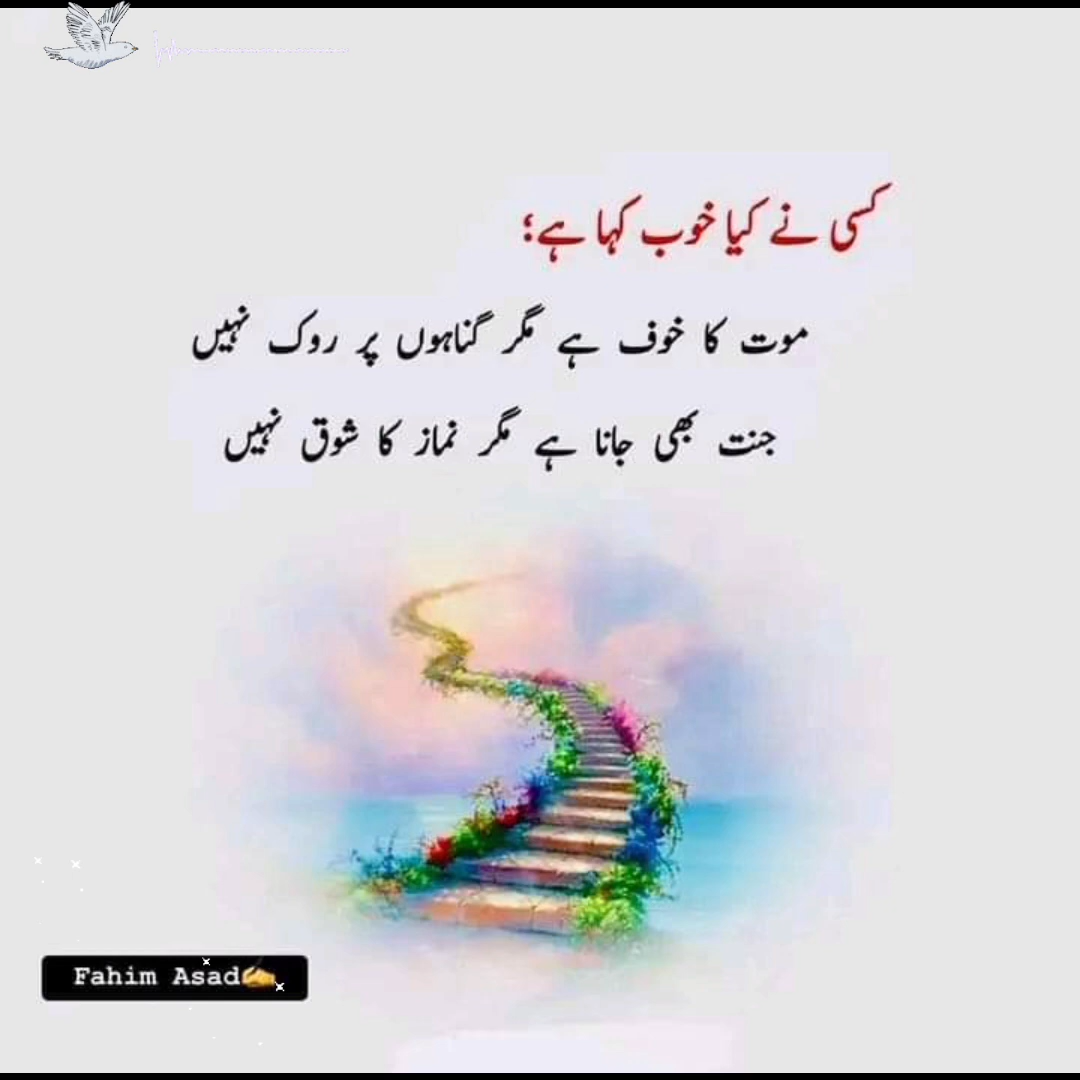 کسی نے کیا خوب کہا ہے؛
موت کا خوف ہے مگر گناہوں پر روک نہیں
جنت بھی جانا ہے مگر نماز کا شوق نہیں
Fahim Asad✍